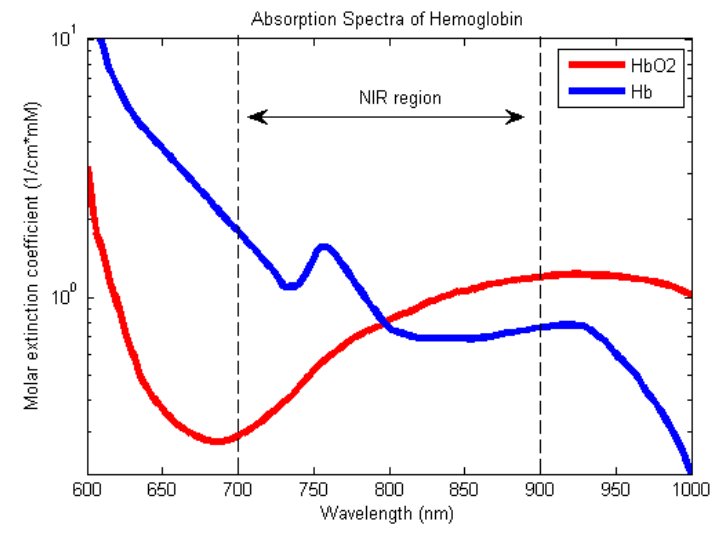 Absorption Spectra of Hemoglobin
10^1
10^0
Molar extinction coefficient (1/cm*mM)
NIR region
HbO2
Hb
600 650 700 750 800 850 900 950 1000
Wavelength (nm)